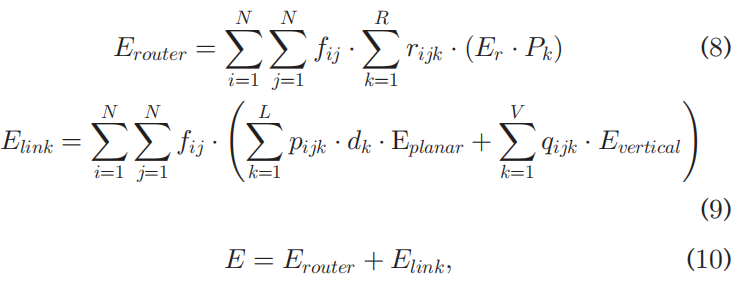 E_{router} = \sum_{i=1}^{N} \sum_{j=1}^{N} f_{ij} \cdot \sum_{k=1}^{R} r_{ijk} \cdot (E_r \cdot P_k) (8)
E_{link} = \sum_{i=1}^{N} \sum_{j=1}^{N} f_{ij} \cdot \left( \sum_{k=1}^{L} p_{ijk} \cdot d_k \cdot \mathrm{E}_{planar} + \sum_{k=1}^{V} q_{ijk} \cdot E_{vertical} \right)
(9)
E = E_{router} + E_{link}, (10)